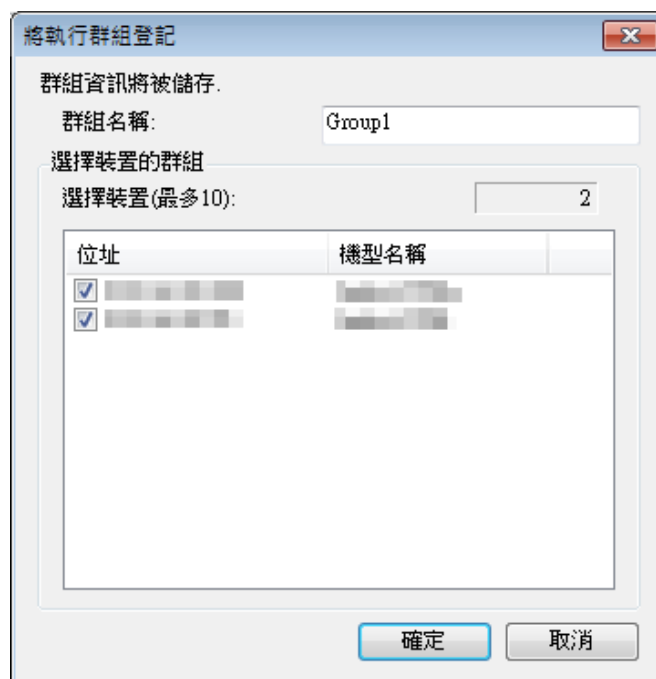 將執行群組登記
群組資訊將被儲存.
群組名稱: Group1
選擇裝置的群組
選擇裝置(最多10): 2
位址 機型名稱
確定 取消